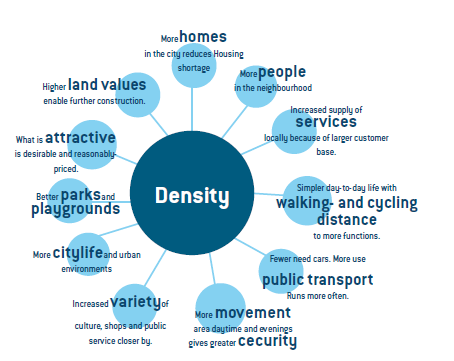 More homes
in the city reduces Housing
shortage
More people
in the neighbourhood
Increased supply of
services
locally because of larger customer
base.
Simpler day-to-day life with
walking- and cycling
distance
to more functions.
Fewer need cars. More use
public transport
Runs more often.
More movement
area daytime and evenings
gives greater cecurity
Increased variety of
culture, shops and public
service closer by.
More citylife and urban
environments
Better parks and
playgrounds
What is attractive
is desirable and reasonably-
priced.
Higher land values
enable further construction.
Density